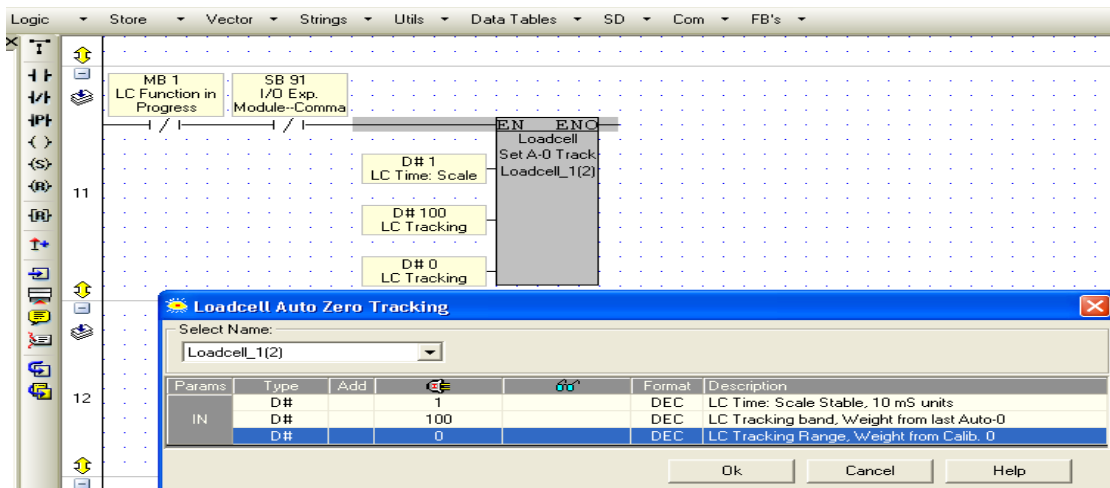 Logic Store Vector Strings Utils Data Tables SD Com FB's
MB 1
LC Function in
Progress
SB 91
I/O Exp.
Module--Comma
EN ENO
Loadcell
Set A-0 Track
Loadcell_1(2)
D# 1
LC Time: Scale
11
D# 100
LC Tracking
D# 0
LC Tracking
12
Loadcell Auto Zero Tracking
Select Name:
Loadcell_1(2)
Params Type Add Format Description
IN
D# 1 DEC LC Time: Scale Stable, 10 mS units
D# 100 DEC LC Tracking band, Weight from last Auto-0
D# 0 DEC LC Tracking Range, Weight from Calib. 0
Ok Cancel Help